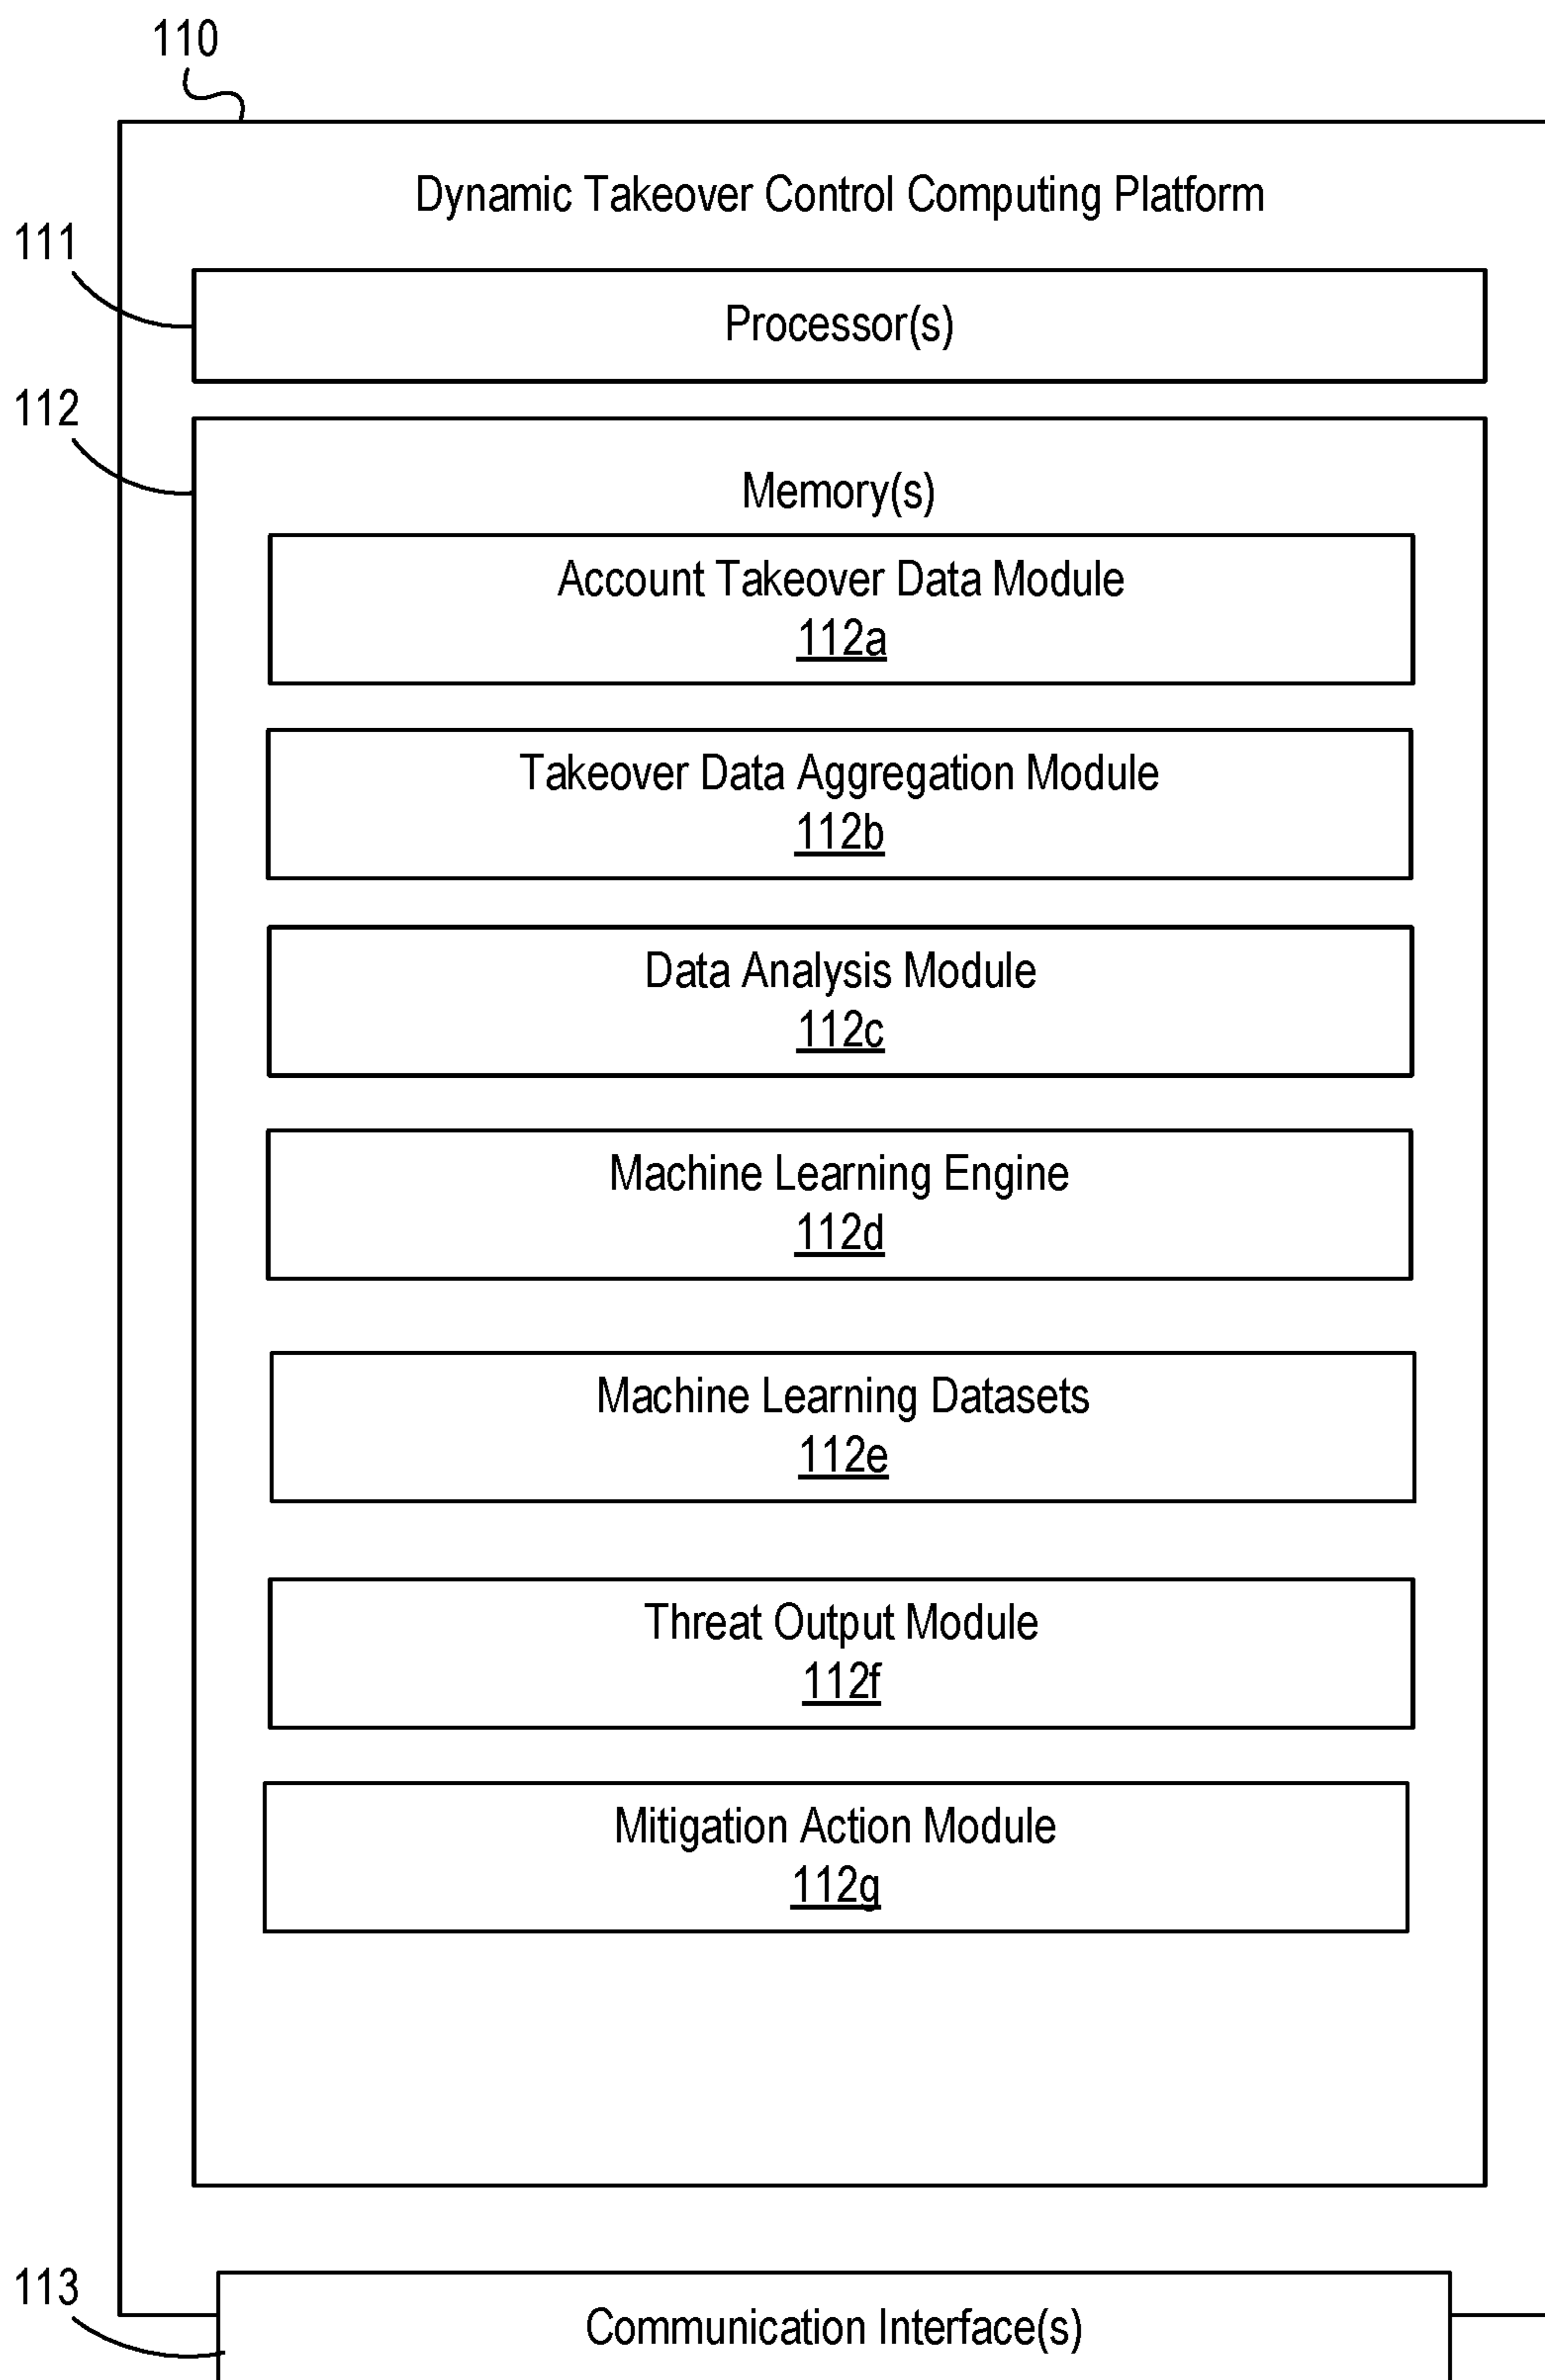 110
Dynamic Takeover Control Computing Platform
111
Processor(s)
112
Memory(s)
Account Takeover Data Module
112a
Takeover Data Aggregation Module
112b
Data Analysis Module
112c
Machine Learning Engine
112d
Machine Learning Datasets
112e
Threat Output Module
112f
Mitigation Action Module
112g
113
Communication Interface(s)